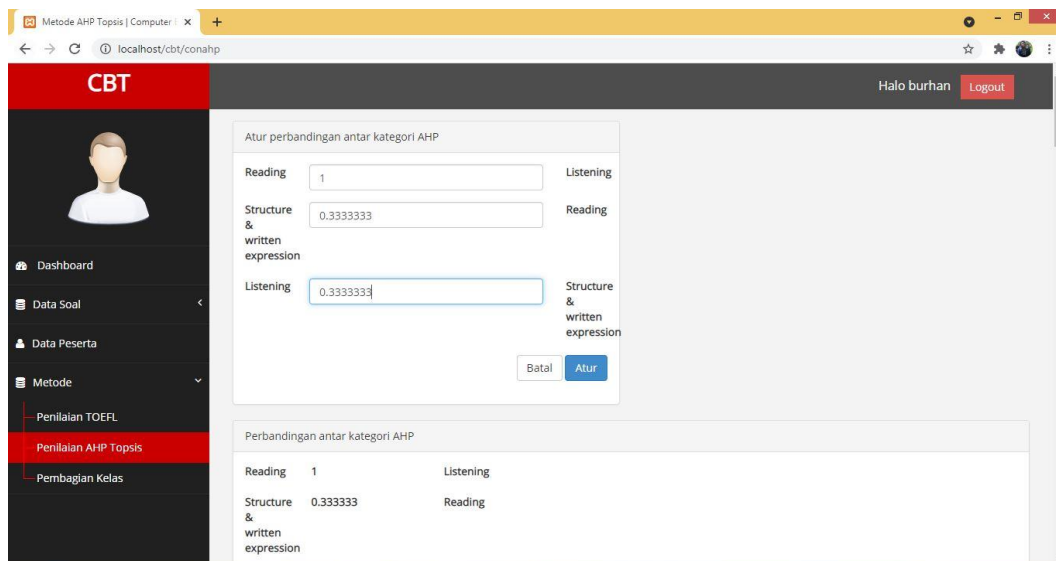 Metode AHP Topsis | Computer
localhost/cbt/conahp
CBT
Halo burhan Logout
Dashboard
Data Soal
Data Peserta
Metode
Penilaian TOEFL
Penilaian AHP Topsis
Pembagian Kelas
Atur perbandingan antar kategori AHP
Reading 1 Listening
Structure 0.3333333 Reading
&
written
expression
Listening 0.3333333 Structure
&
written
expression
Batal Atur
Perbandingan antar kategori AHP
Reading 1 Listening
Structure 0.333333 Reading
&
written
expression